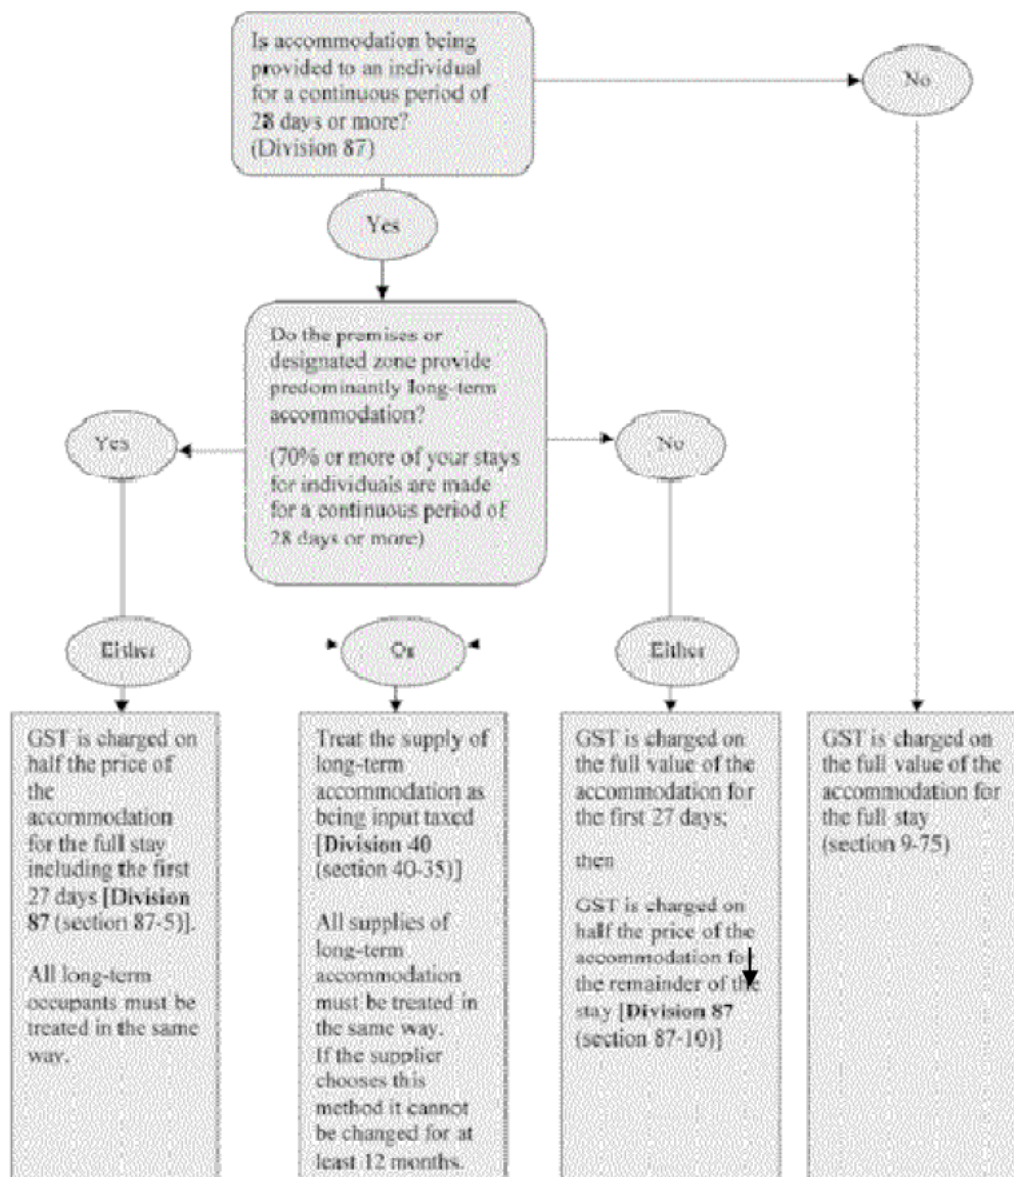 Is accommodation being
provided to an individual
for a continuous period of
28 days or more?
(Division 87)
No
Yes
Do the premises or
designated zone provide
predominantly long-term
accommodation?
(70% or more of your stays
for individuals are made
for a continuous period of
28 days or more)
Yes
No
Either
Or
Either
GST is charged on
half the price of
the
accommodation
for the full stay
including the first
27 days [Division
87 (section 87-5)].
All long-term
occupants must be
treated in the same
way.
Treat the supply of
long-term
accommodation as
being input taxed
[Division 40
(section 40-35)]
All supplies of
long-term
accommodation
must be treated in
the same way.
If the supplier
chooses this
method it cannot
be changed for at
least 12 months.
GST is charged on
the full value of the
accommodation for
the first 27 days;
then
GST is charged on
half the price of the
accommodation for
the remainder of the
stay [Division 87
(section 87-10)]
GST is charged on
the full value of the
accommodation for
the full stay
(section 9-75)